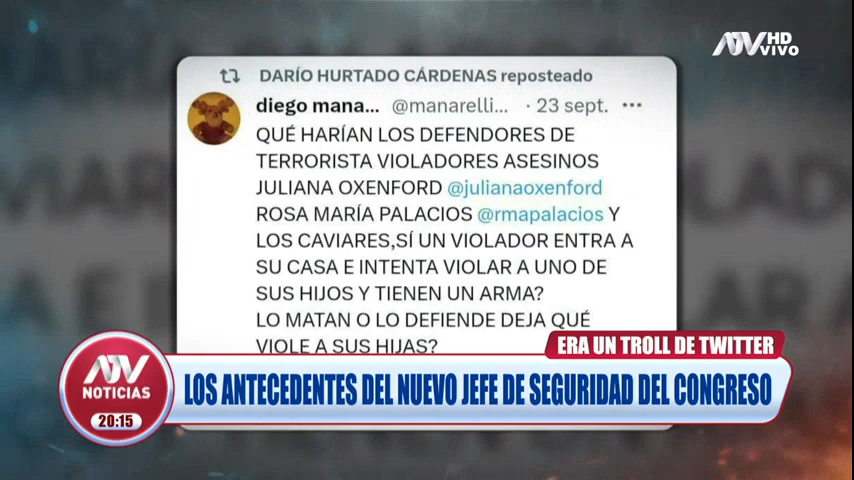 ATV HD
VIVO
DARÍO HURTADO CÁRDENAS reposteado
diego mana... @manarelli... · 23 sept. ···
QUÉ HARÍAN LOS DEFENDORES DE
TERRORISTA VIOLADORES ASESINOS
JULIANA OXENFORD @julianaoxenford
ROSA MARÍA PALACIOS @rmapalacios Y
LOS CAVIARES,SÍ UN VIOLADOR ENTRA A
SU CASA E INTENTA VIOLAR A UNO DE
SUS HIJOS Y TIENEN UN ARMA?
LO MATAN O LO DEFIENDE DEJA QUÉ
VIOLE A SUS HIJAS?
ERA UN TROLL DE TWITTER
LOS ANTECEDENTES DEL NUEVO JEFE DE SEGURIDAD DEL CONGRESO
ATV
NOTICIAS
20:15